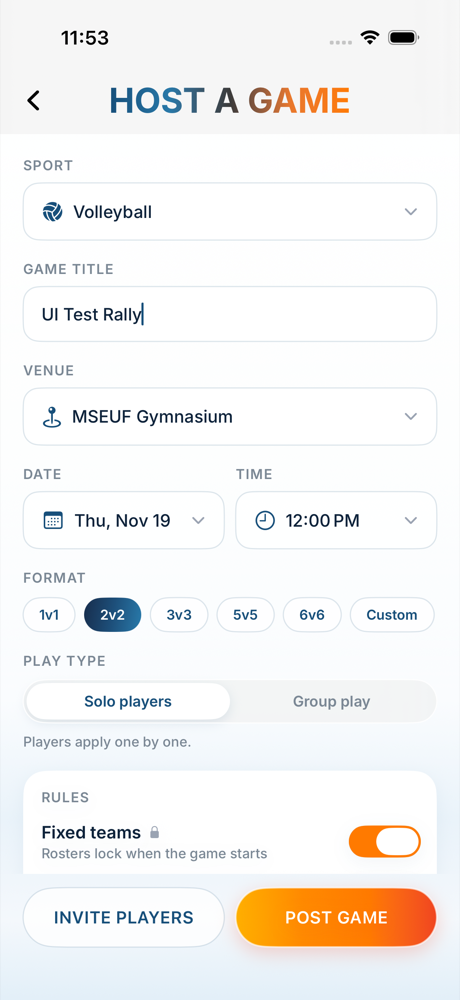 11:53
HOST A GAME
SPORT
Volleyball
GAME TITLE
UI Test Rally
VENUE
MSEUF Gymnasium
DATE TIME
Thu, Nov 19 12:00 PM
FORMAT
1v1 2v2 3v3 5v5 6v6 Custom
PLAY TYPE
Solo players Group play
Players apply one by one.
RULES
Fixed teams
Rosters lock when the game starts
INVITE PLAYERS POST GAME